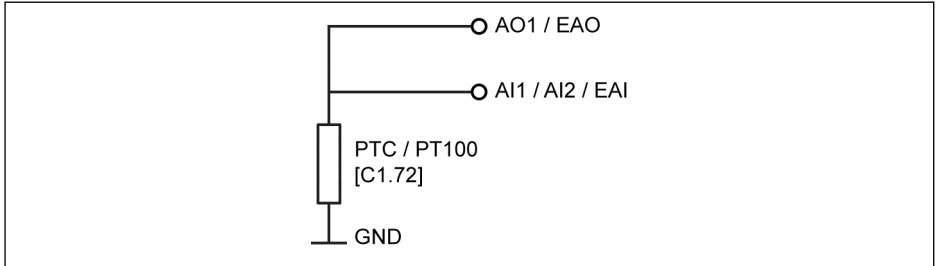 AO1 / EAO
AI1 / AI2 / EAI
PTC / PT100
[C1.72]
GND